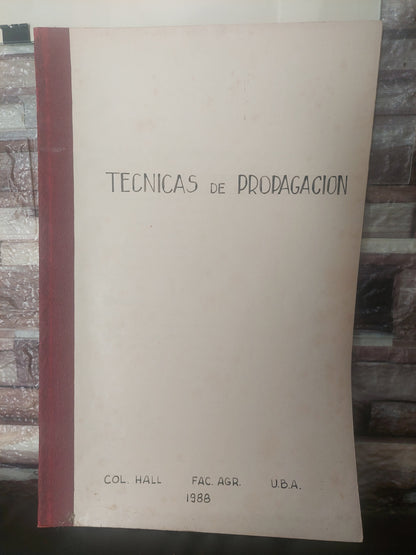 TECNICAS DE PROPAGACION
COL. HALL FAC. AGR. U.B.A.
1988